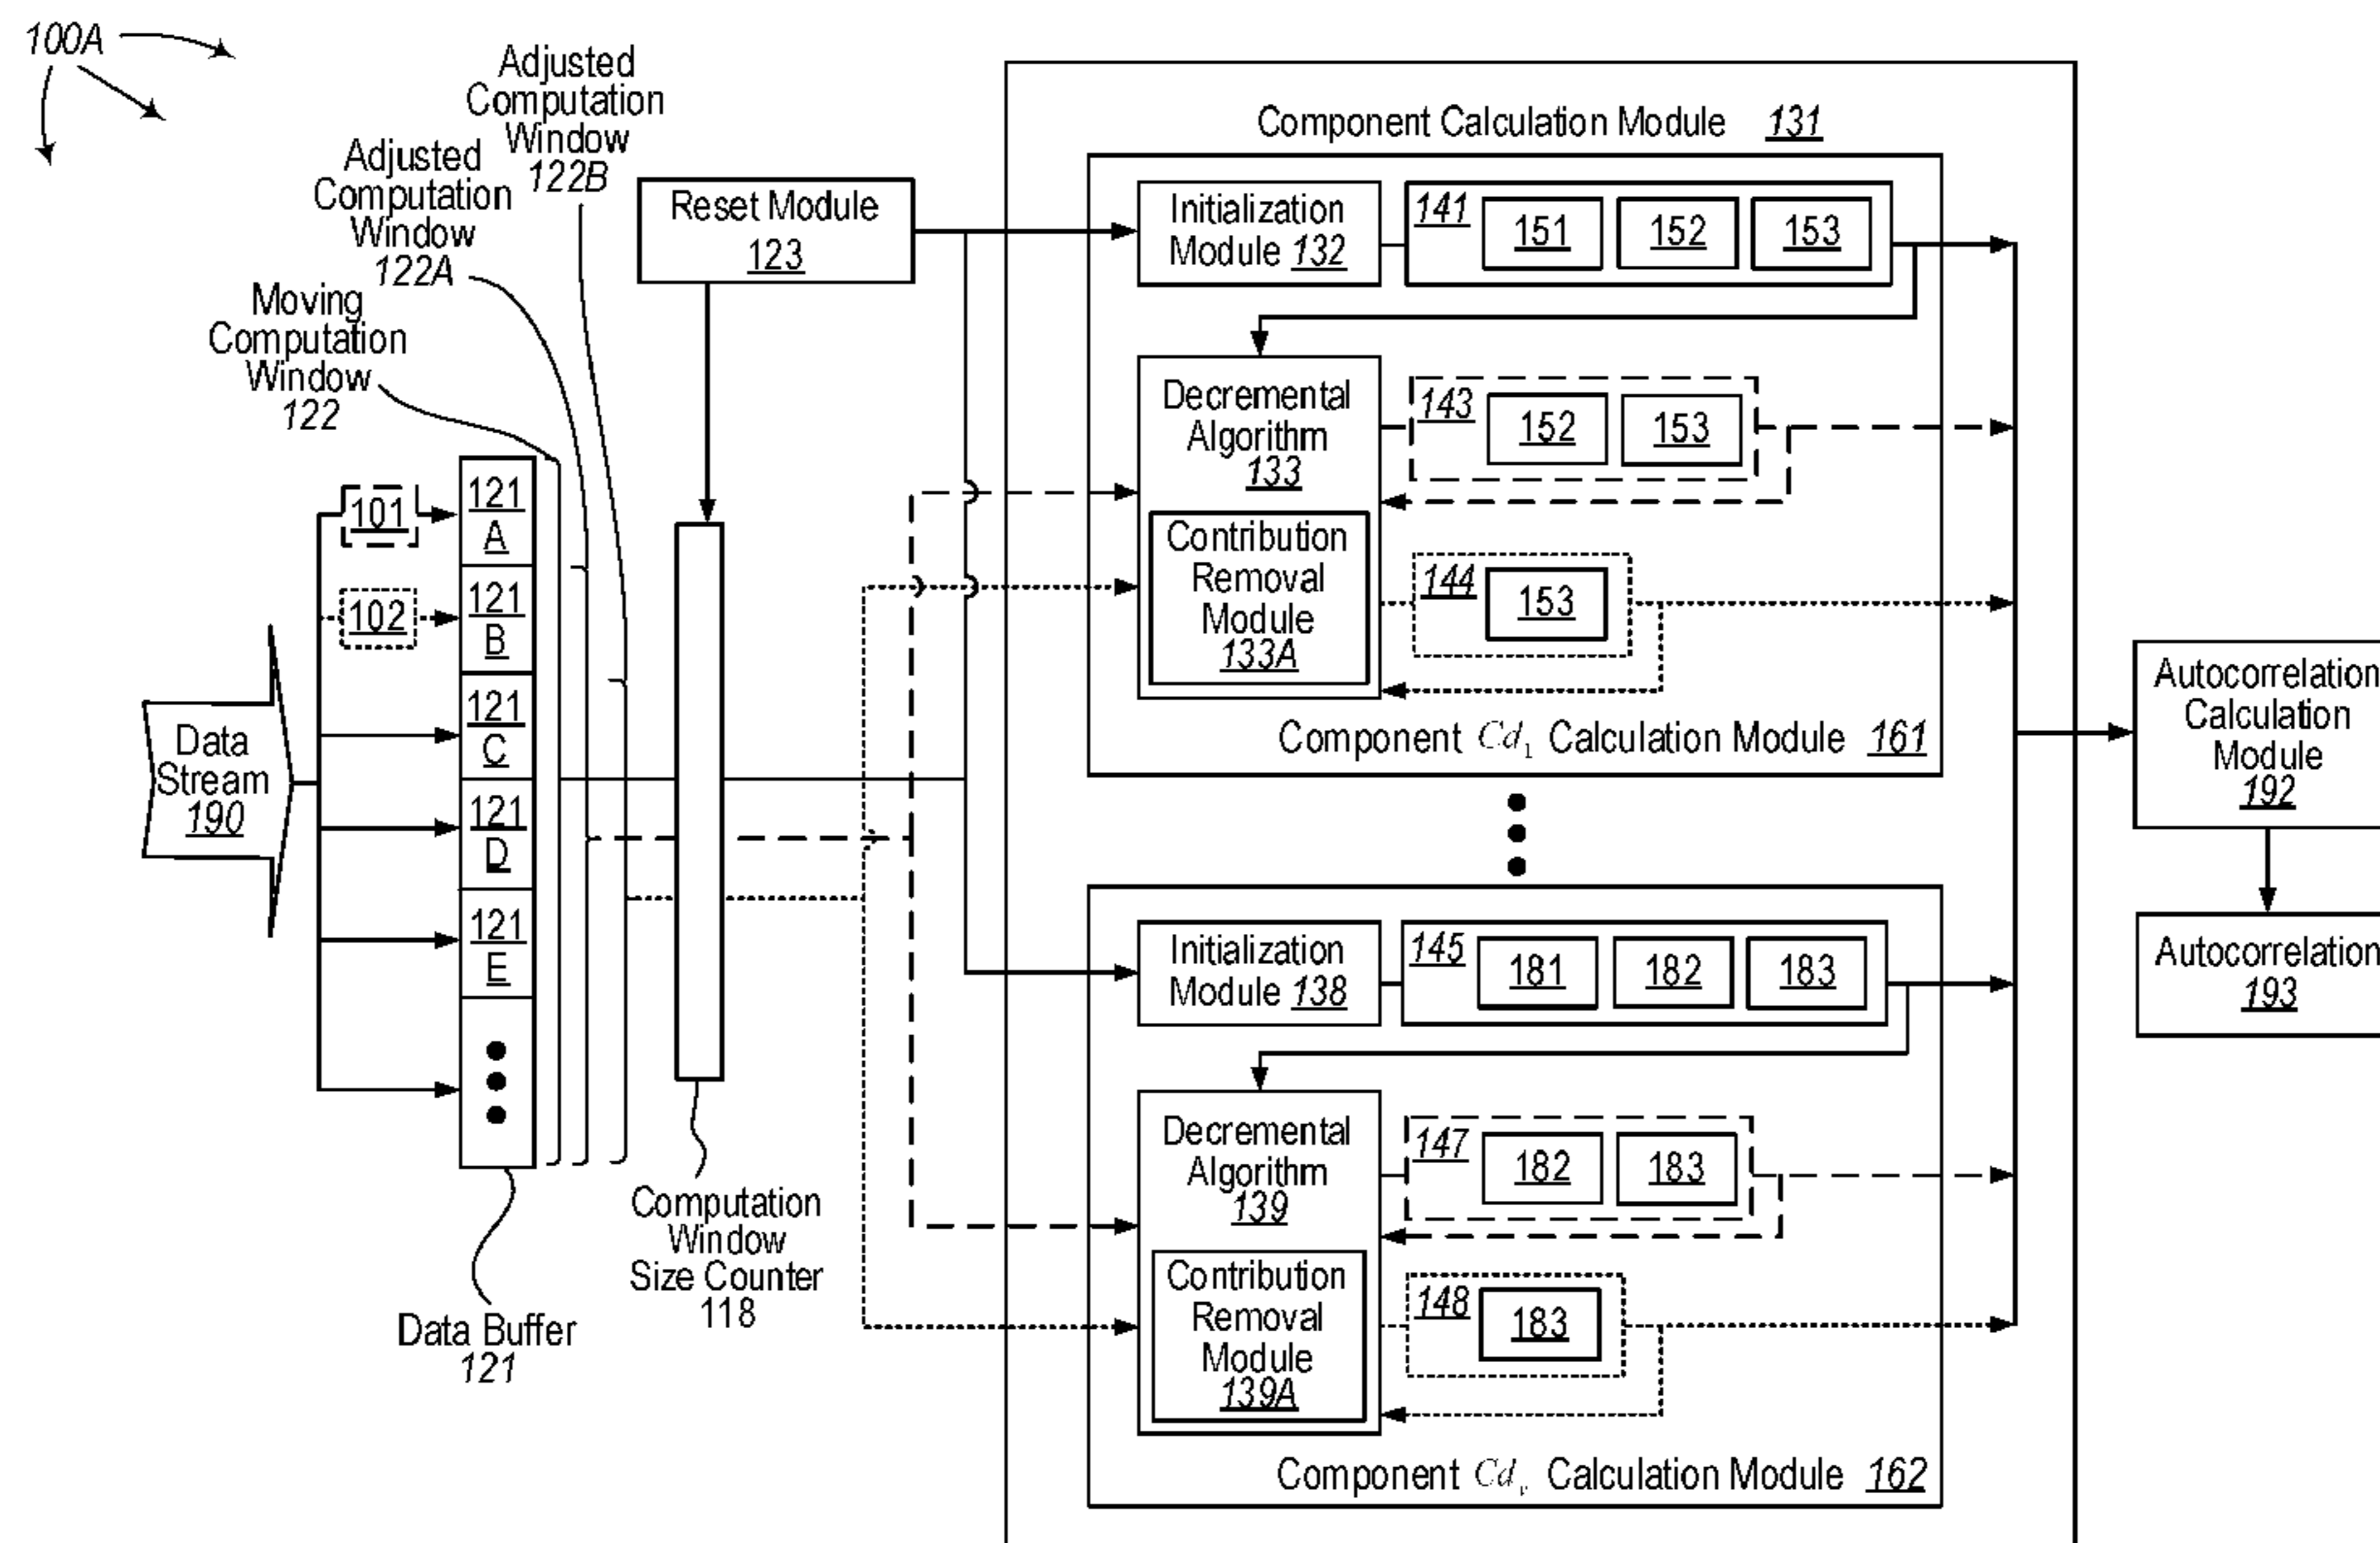 100A
Adjusted
Computation
Window
122B
Adjusted
Computation
Window
122A
Moving
Computation
Window
122
Reset Module
123
Component Calculation Module 131
Initialization
Module 132
141 151 152 153
Decremental
Algorithm
133
143 152 153
Contribution
Removal
Module
133A
144 153
Component Cd1 Calculation Module 161
101
102
121
A
121
B
121
C
121
D
121
E
Data
Stream
190
Data Buffer
121
Computation
Window
Size Counter
118
Initialization
Module 138
145 181 182 183
Decremental
Algorithm
139
147 182 183
Contribution
Removal
Module
139A
148 183
Component Cdv Calculation Module 162
Autocorrelation
Calculation
Module
192
Autocorrelation
193